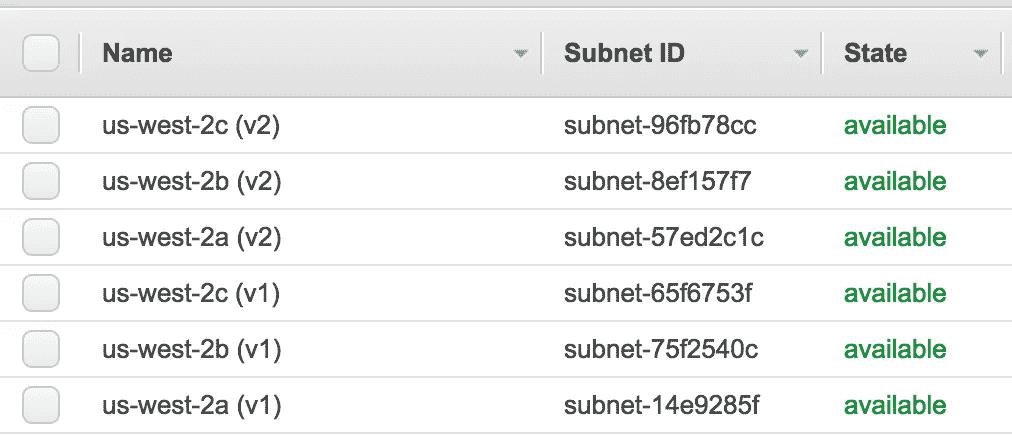 Name Subnet ID State
us-west-2c (v2) subnet-96fb78cc available
us-west-2b (v2) subnet-8ef157f7 available
us-west-2a (v2) subnet-57ed2c1c available
us-west-2c (v1) subnet-65f6753f available
us-west-2b (v1) subnet-75f2540c available
us-west-2a (v1) subnet-14e9285f available